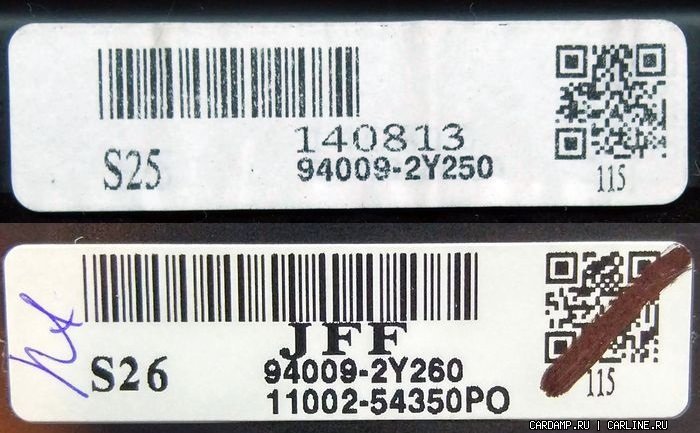 140813
S25
94009-2Y250
115
JFF
S26
94009-2Y260
11002-54350PO
115
CARDAMP.RU | CARLINE.RU